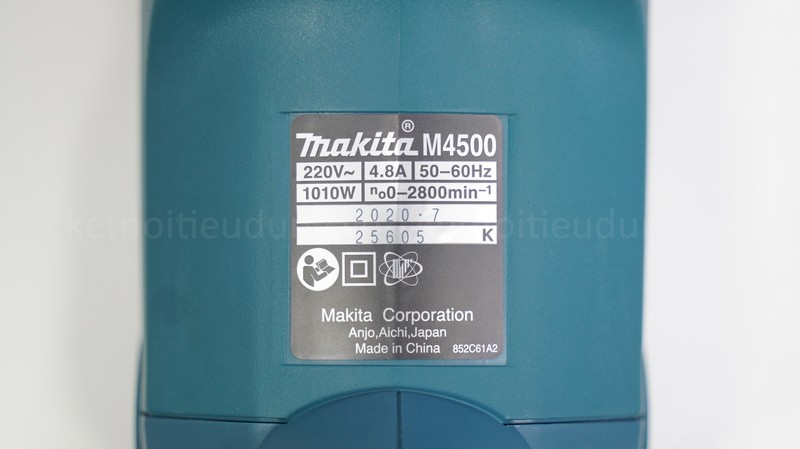 Makita® M4500
220V~ 4.8A 50–60Hz
1010W n₀0–2800min⁻¹
2020.7
25605 K
Makita Corporation
Anjo,Aichi,Japan
Made in China 852C61A2